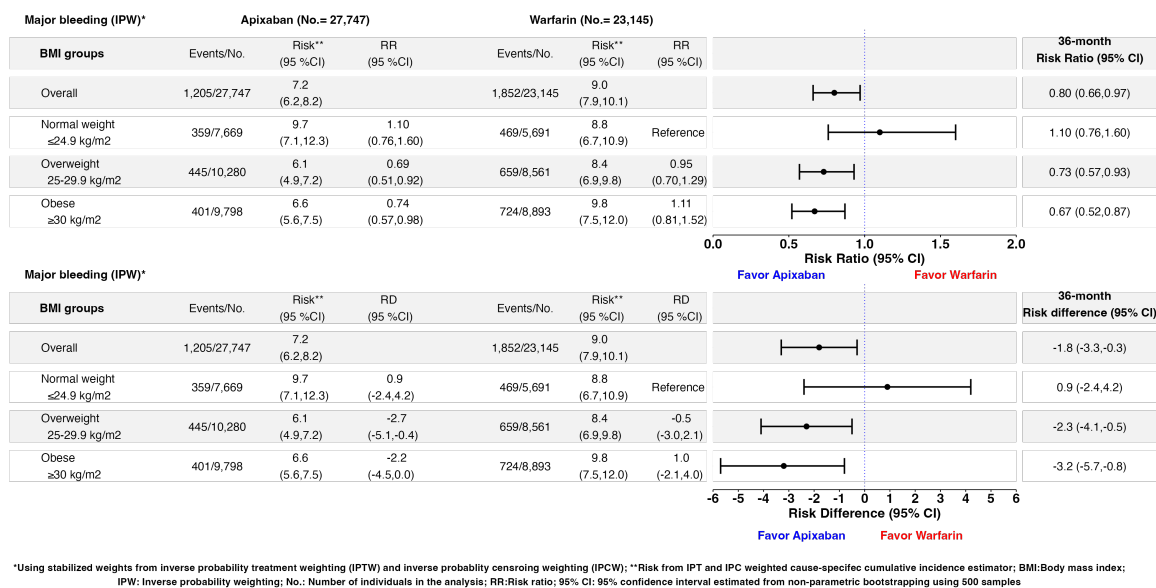 Major bleeding (IPW)* Apixaban (No.= 27,747) Warfarin (No.= 23,145)
BMI groups Events/No. Risk** (95 %CI) RR (95 %CI) Events/No. Risk** (95 %CI) RR (95 %CI) 36-month Risk Ratio (95% CI)
Overall 1,205/27,747 7.2 (6.2,8.2) 1,852/23,145 9.0 (7.9,10.1) 0.80 (0.66,0.97)
Normal weight ≤24.9 kg/m2 359/7,669 9.7 (7.1,12.3) 1.10 (0.76,1.60) 469/5,691 8.8 (6.7,10.9) Reference 1.10 (0.76,1.60)
Overweight 25-29.9 kg/m2 445/10,280 6.1 (4.9,7.2) 0.69 (0.51,0.92) 659/8,561 8.4 (6.9,9.8) 0.95 (0.70,1.29) 0.73 (0.57,0.93)
Obese ≥30 kg/m2 401/9,798 6.6 (5.6,7.5) 0.74 (0.57,0.98) 724/8,893 9.8 (7.5,12.0) 1.11 (0.81,1.52) 0.67 (0.52,0.87)
0.0 0.5 1.0 1.5 2.0
Risk Ratio (95% CI)
Favor Apixaban Favor Warfarin
Major bleeding (IPW)*
BMI groups Events/No. Risk** (95 %CI) RD (95 %CI) Events/No. Risk** (95 %CI) RD (95 %CI) 36-month Risk difference (95% CI)
Overall 1,205/27,747 7.2 (6.2,8.2) 1,852/23,145 9.0 (7.9,10.1) -1.8 (-3.3,-0.3)
Normal weight ≤24.9 kg/m2 359/7,669 9.7 (7.1,12.3) 0.9 (-2.4,4.2) 469/5,691 8.8 (6.7,10.9) Reference 0.9 (-2.4,4.2)
Overweight 25-29.9 kg/m2 445/10,280 6.1 (4.9,7.2) -2.7 (-5.1,-0.4) 659/8,561 8.4 (6.9,9.8) -0.5 (-3.0,2.1) -2.3 (-4.1,-0.5)
Obese ≥30 kg/m2 401/9,798 6.6 (5.6,7.5) -2.2 (-4.5,0.0) 724/8,893 9.8 (7.5,12.0) 1.0 (-2.1,4.0) -3.2 (-5.7,-0.8)
-6 -5 -4 -3 -2 -1 0 1 2 3 4 5 6
Risk Difference (95% CI)
Favor Apixaban Favor Warfarin
*Using stabilized weights from inverse probability treatment weighting (IPTW) and inverse probablity censroing weighting (IPCW); **Risk from IPT and IPC weighted cause-specifec cumulative incidence estimator; BMI:Body mass index;
IPW: Inverse probability weighting; No.: Number of individuals in the analysis; RR:Risk ratio; 95% CI: 95% confidence interval estimated from non-parametric bootstrapping using 500 samples